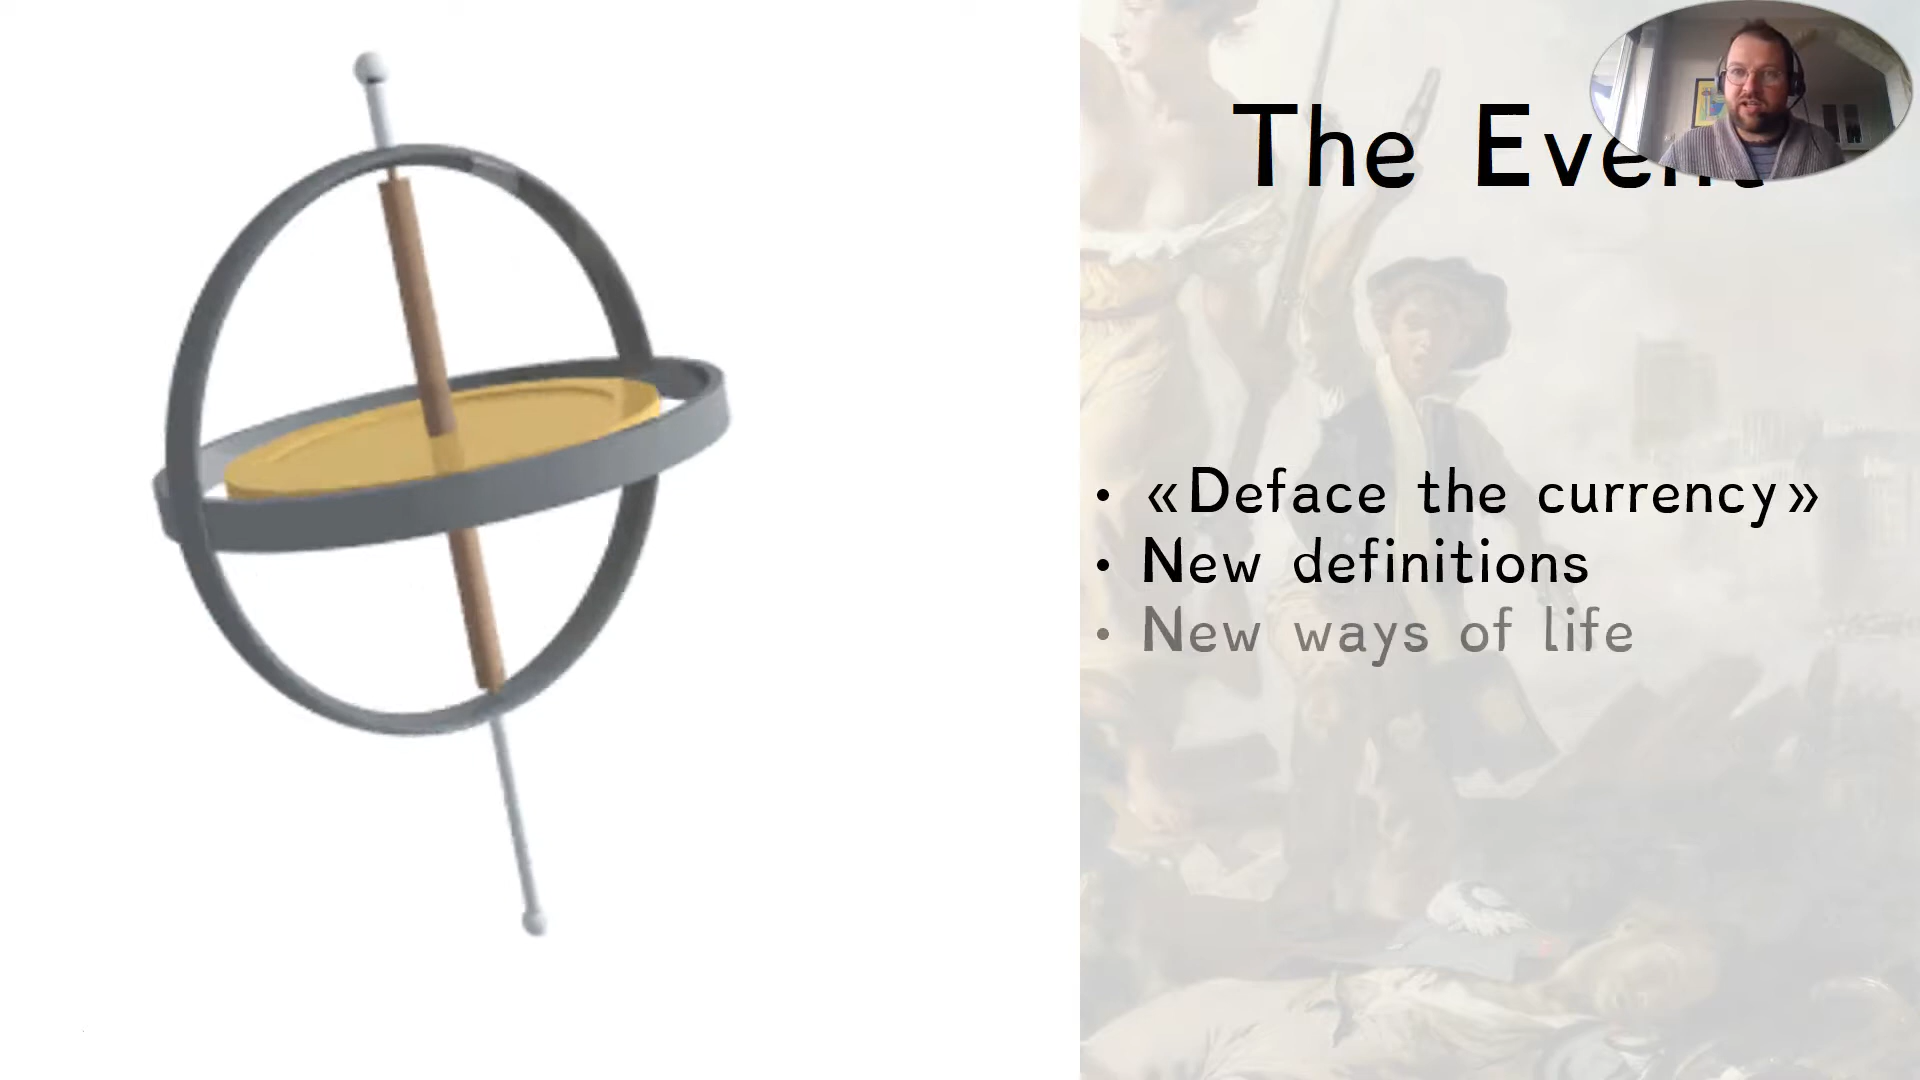 The Event
• «Deface the currency»
• New definitions
• New ways of life